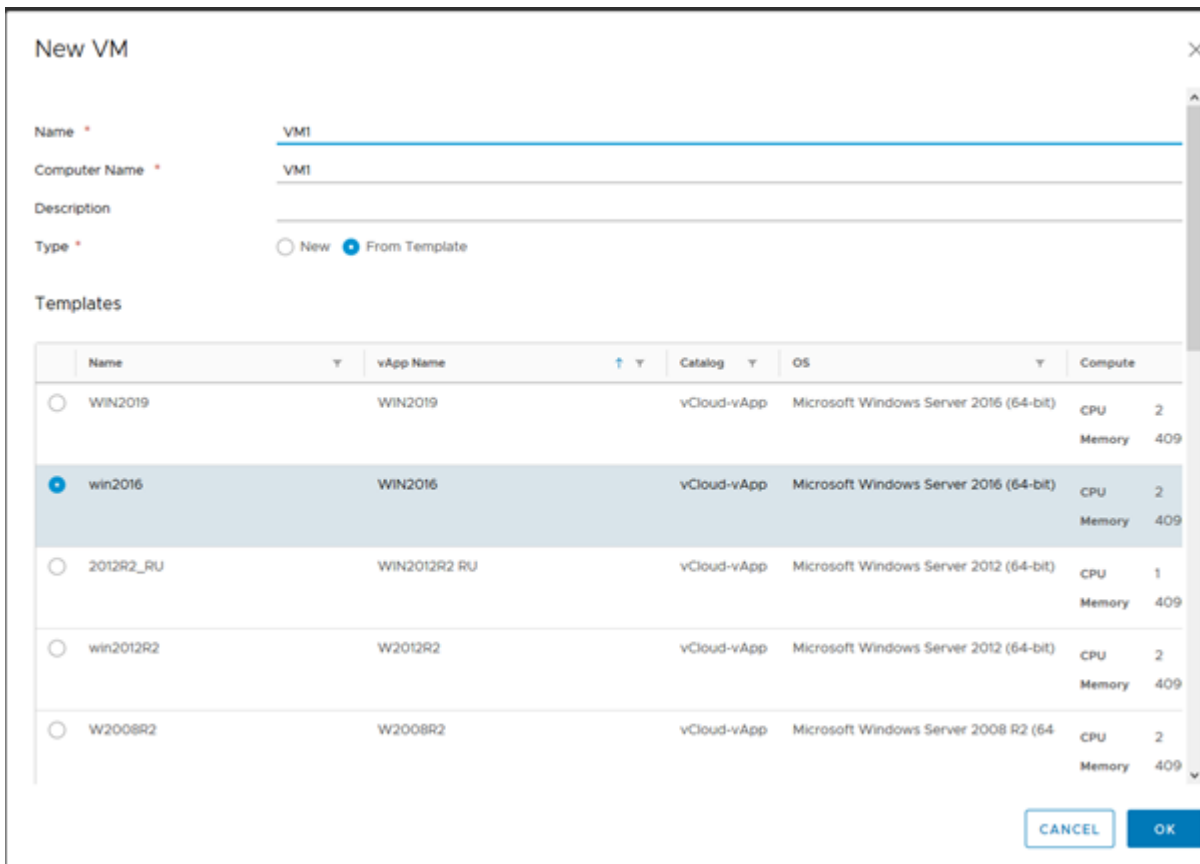 New VM
Name *
VM1
Computer Name *
VM1
Description
Type *
New From Template
Templates
Name vApp Name Catalog OS Compute
WIN2019 WIN2019 vCloud-vApp Microsoft Windows Server 2016 (64-bit) CPU 2
Memory 409
win2016 WIN2016 vCloud-vApp Microsoft Windows Server 2016 (64-bit) CPU 2
Memory 409
2012R2_RU WIN2012R2 RU vCloud-vApp Microsoft Windows Server 2012 (64-bit) CPU 1
Memory 409
win2012R2 W2012R2 vCloud-vApp Microsoft Windows Server 2012 (64-bit) CPU 2
Memory 409
W2008R2 W2008R2 vCloud-vApp Microsoft Windows Server 2008 R2 (64 CPU 2
Memory 409
CANCEL OK